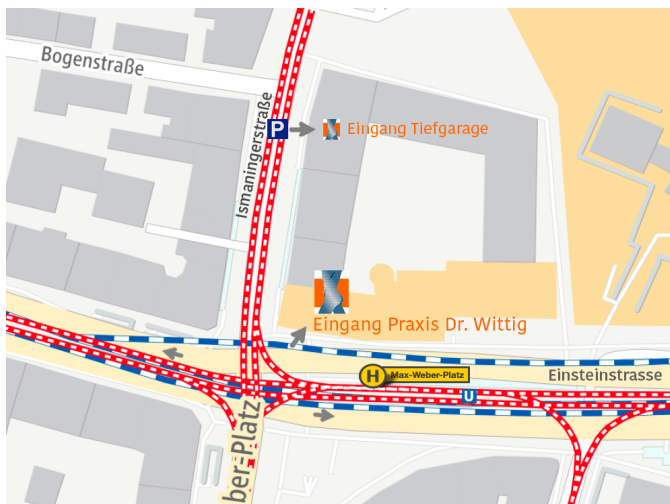 Bogenstraße
Ismaningerstraße
P
Eingang Tiefgarage
Eingang Praxis Dr. Wittig
H
Max-Weber-Platz
Einsteinstrasse
U
ber-Platz